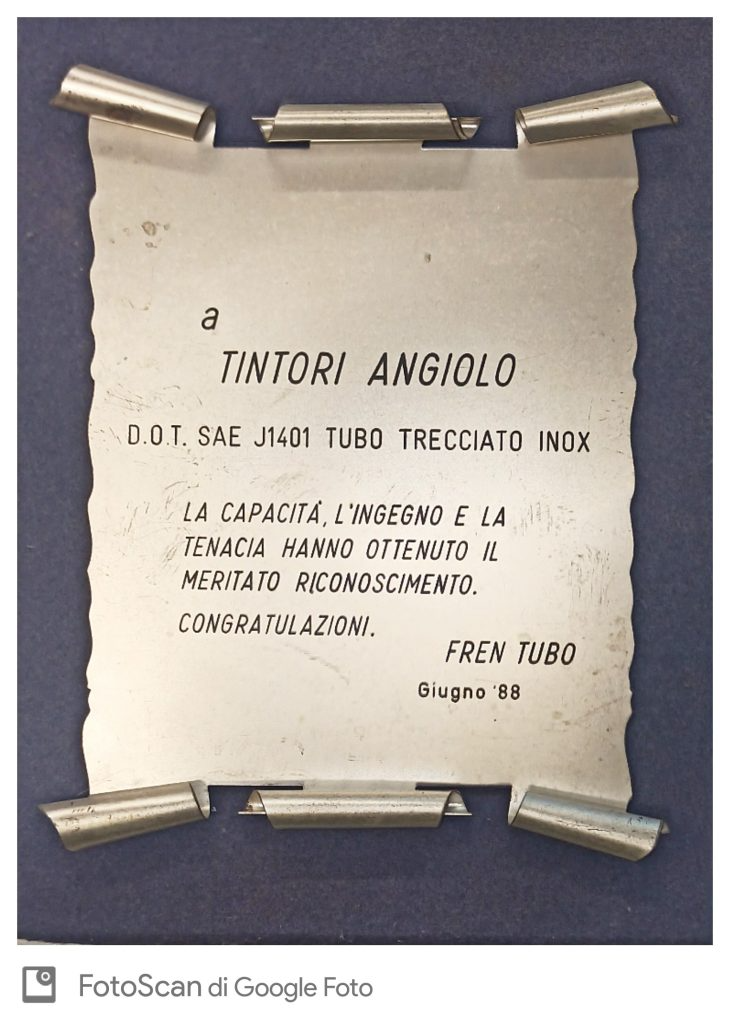 a
TINTORI ANGIOLO
D.O.T. SAE J1401 TUBO TRECCIATO INOX
LA CAPACITÀ, L'INGEGNO E LA
TENACIA HANNO OTTENUTO IL
MERITATO RICONOSCIMENTO.
CONGRATULAZIONI.
FREN TUBO
Giugno '88
FotoScan di Google Foto